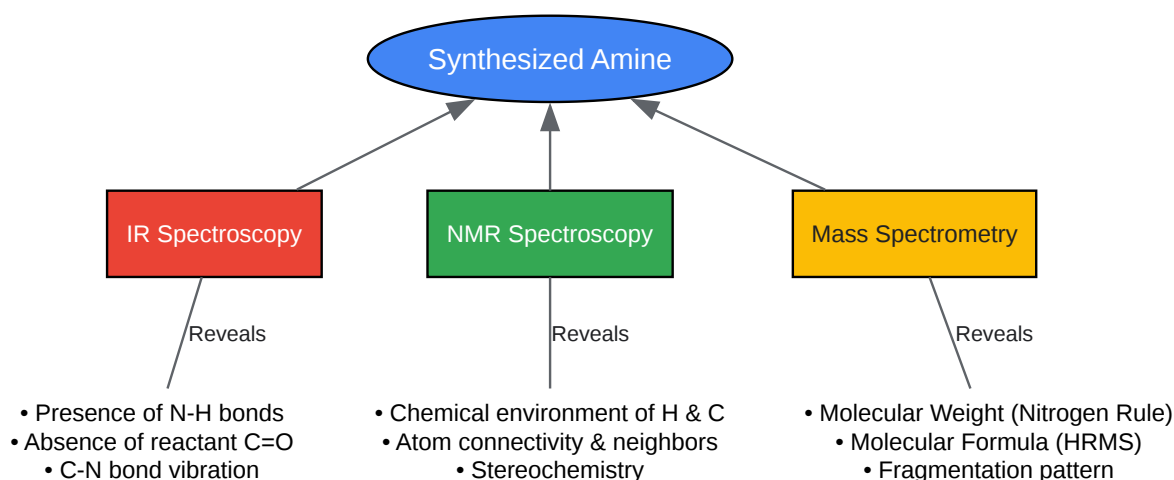 Synthesized Amine
IR Spectroscopy
NMR Spectroscopy
Mass Spectrometry
Reveals
Reveals
Reveals
• Presence of N-H bonds
• Absence of reactant C=O
• C-N bond vibration
• Chemical environment of H & C
• Atom connectivity & neighbors
• Stereochemistry
• Molecular Weight (Nitrogen Rule)
• Molecular Formula (HRMS)
• Fragmentation pattern